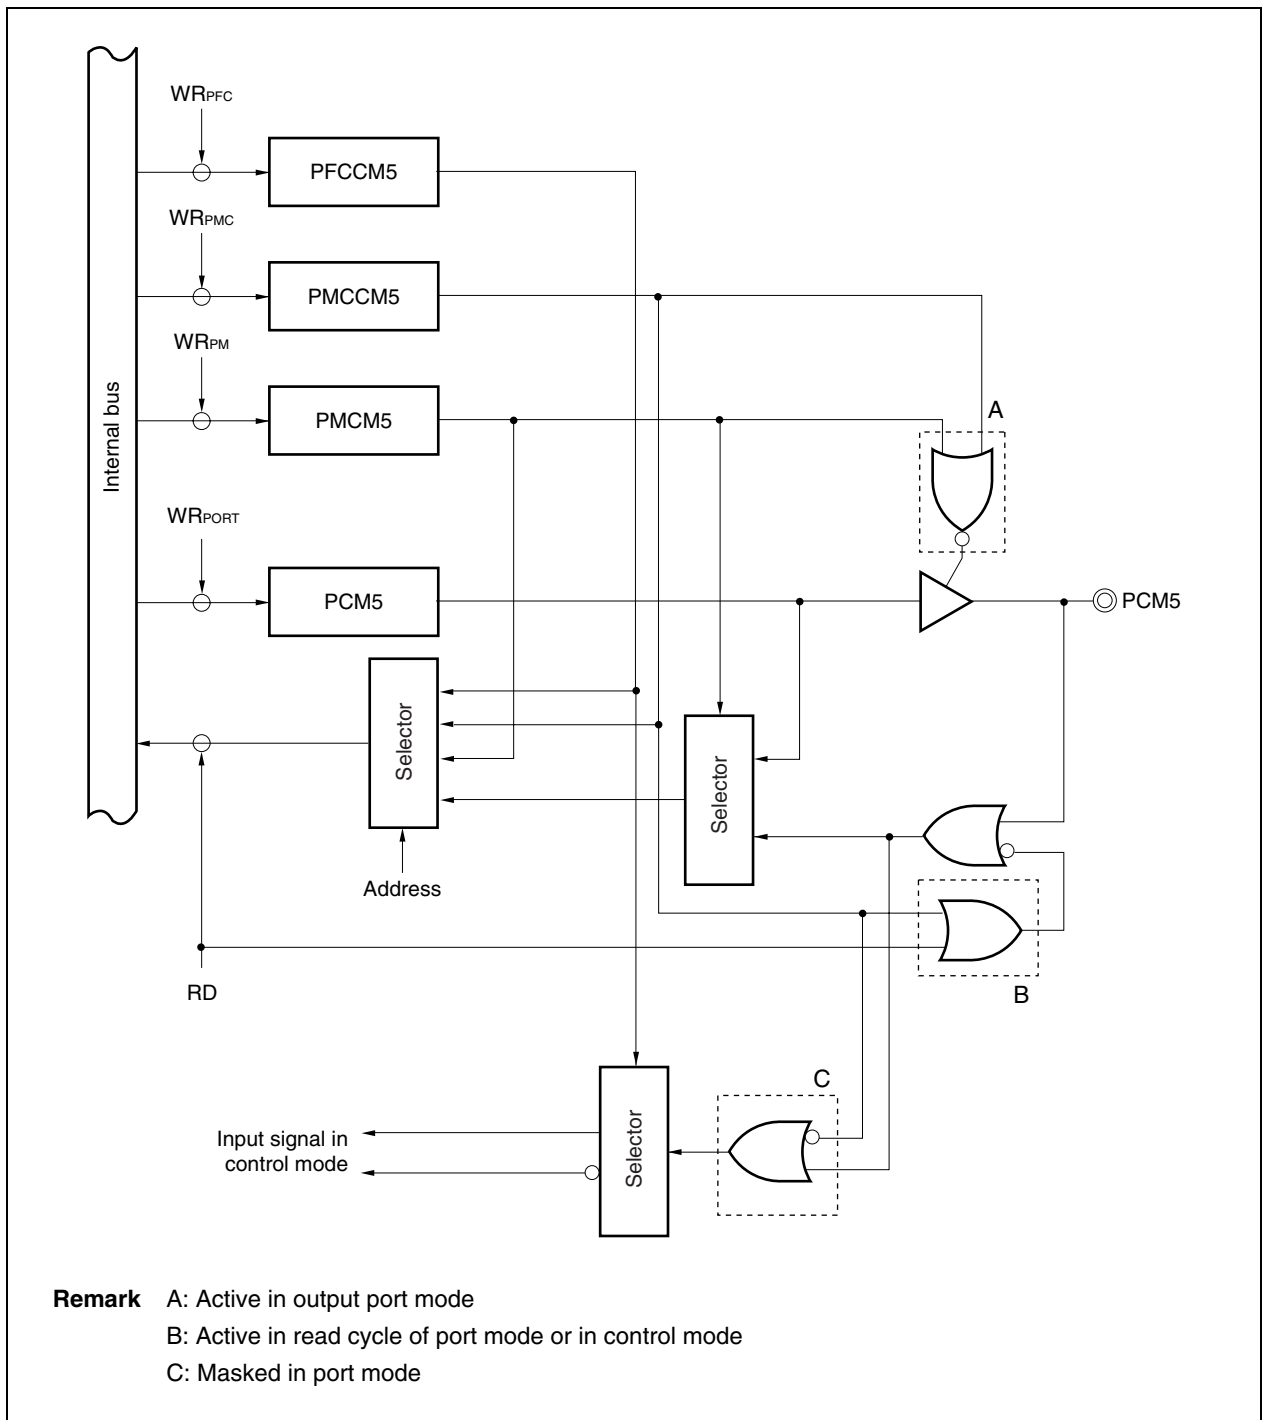 WRPFC
PFCCM5
WRPMC
PMCCM5
WRPM
PMCM5
A
Internal bus
WRPORT
PCM5
PCM5
Selector
Selector
Address
RD
B
C
Input signal in
control mode
Selector
Remark A: Active in output port mode
B: Active in read cycle of port mode or in control mode
C: Masked in port mode